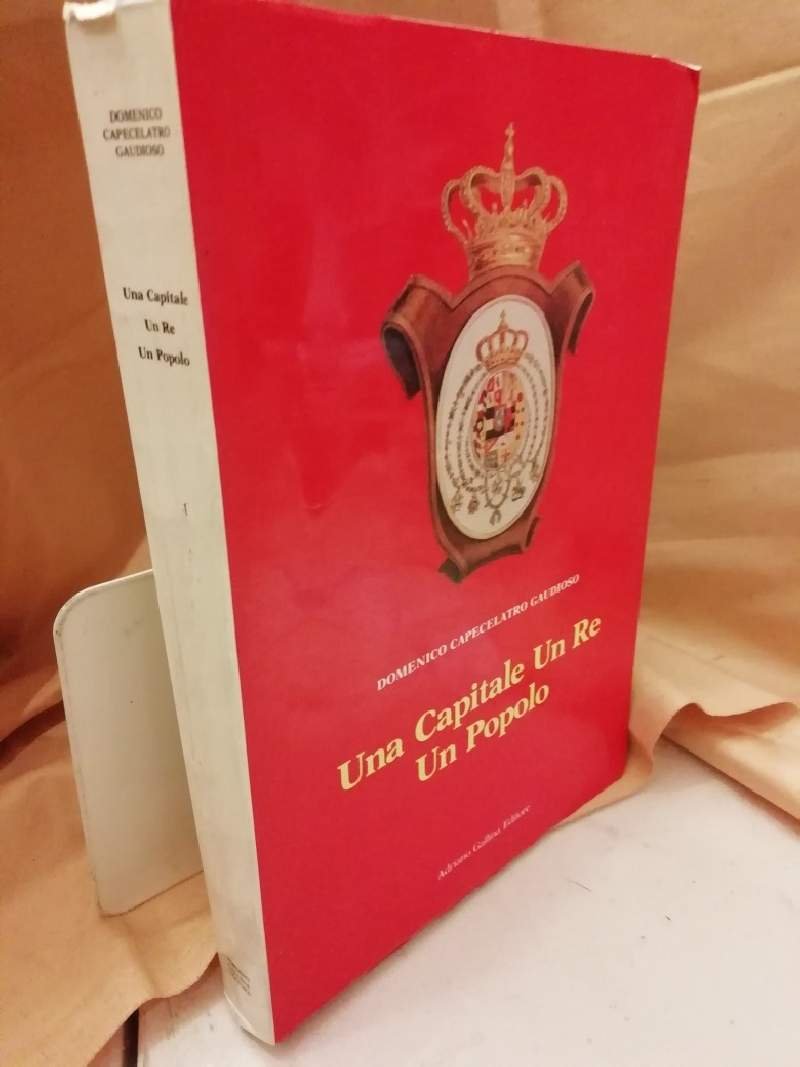 DOMENICO
CAPECELATRO
GAUDIOSO
Una Capitale
Un Re
Un Popolo
DOMENICO CAPECELATRO GAUDIOSO
Una Capitale Un Re
Un Popolo
Adriano Gallina Editore